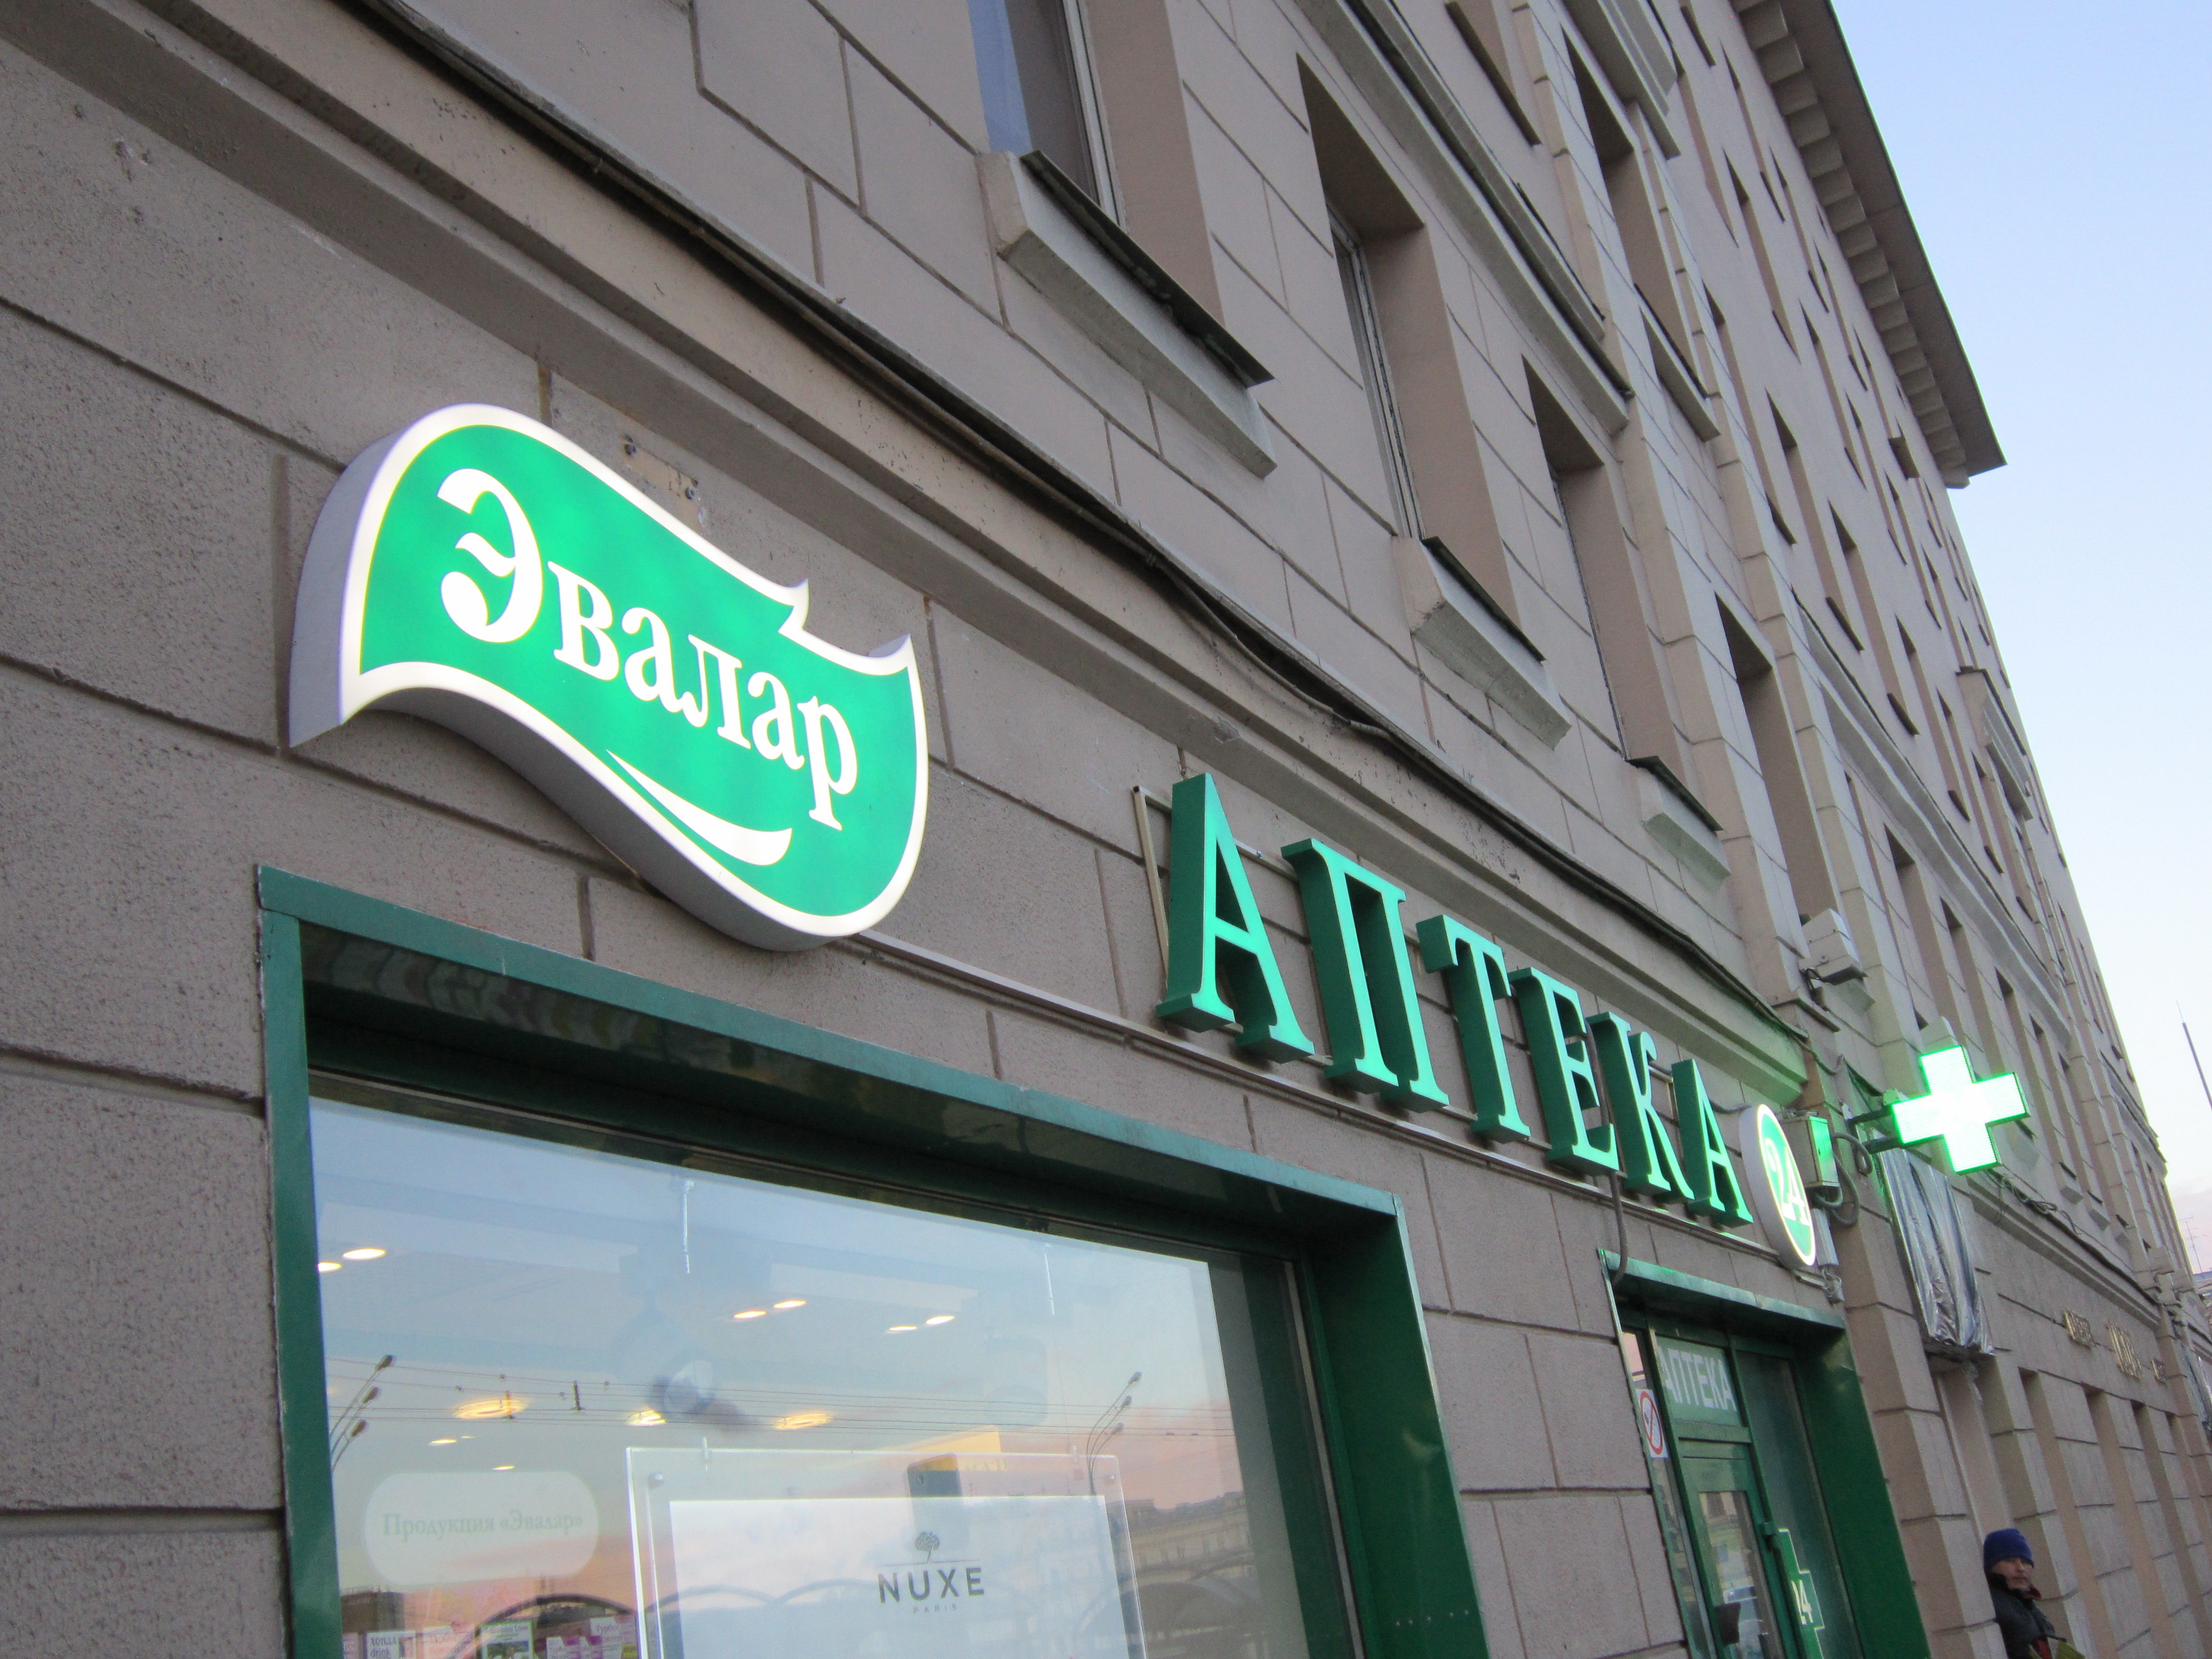 Эвалар
АПТЕКА
24
АПТЕКА
Продукция «Эвалар»
NUXE
PARIS
24